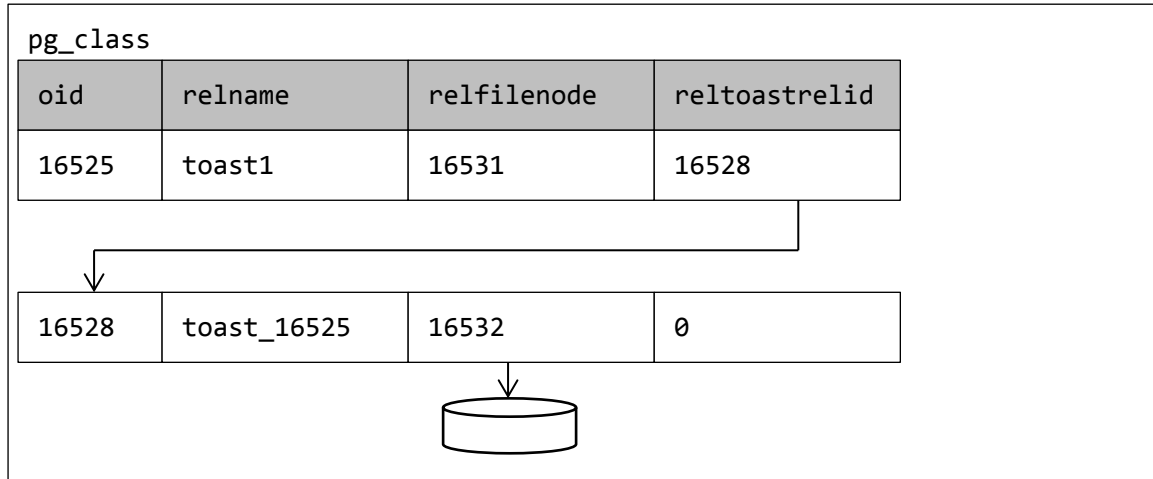 pg_class
oid relname relfilenode reltoastrelid
16525 toast1 16531 16528
16528 toast_16525 16532 0